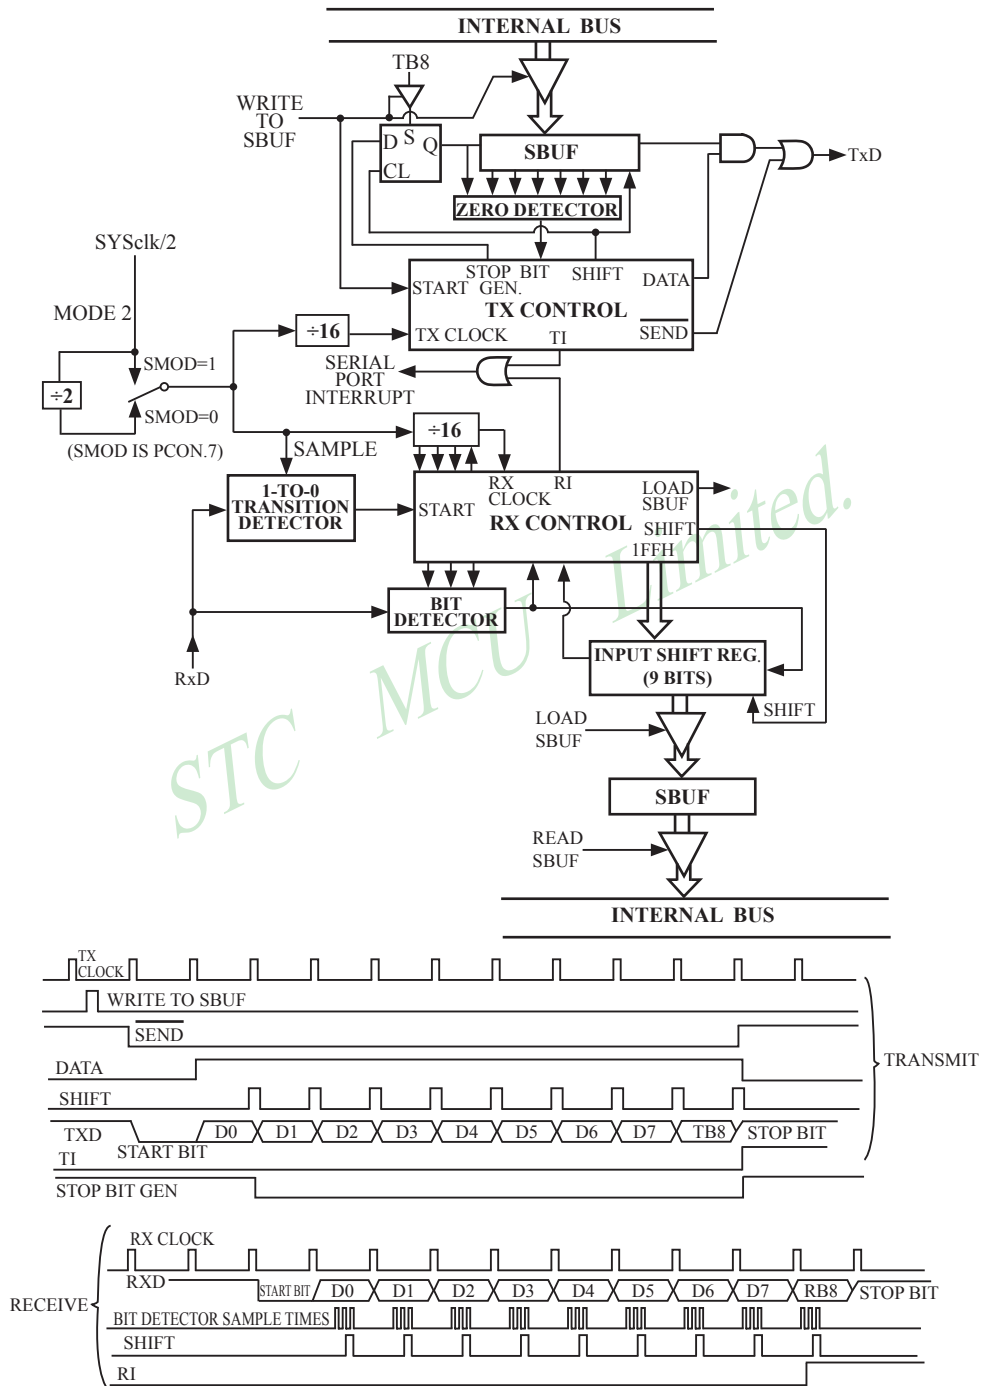 INTERNAL BUS
TB8
WRITE
TO
SBUF
D S Q
CL
SBUF
TxD
ZERO DETECTOR
SYSclk/2
STOP BIT
GEN.
SHIFT
DATA
START
TX CONTROL
MODE 2
÷16
TX CLOCK
TI
SEND
SERIAL
PORT
INTERRUPT
SMOD=1
÷2
SMOD=0
(SMOD IS PCON.7)
÷16
SAMPLE
1-TO-0
TRANSITION
DETECTOR
RX
CLOCK
RI
LOAD
SBUF
START
RX CONTROL
SHIFT
1FFH
BIT
DETECTOR
RxD
INPUT SHIFT REG.
(9 BITS)
SHIFT
LOAD
SBUF
SBUF
READ
SBUF
INTERNAL BUS
STC MCU Limited.
TX
CLOCK
WRITE TO SBUF
SEND
DATA
TRANSMIT
SHIFT
TXD
START BIT
D0 D1 D2 D3 D4 D5 D6 D7 TB8 STOP BIT
TI
STOP BIT GEN
RX CLOCK
RXD
START BIT D0 D1 D2 D3 D4 D5 D6 D7 RB8 STOP BIT
RECEIVE
BIT DETECTOR SAMPLE TIMES
SHIFT
RI